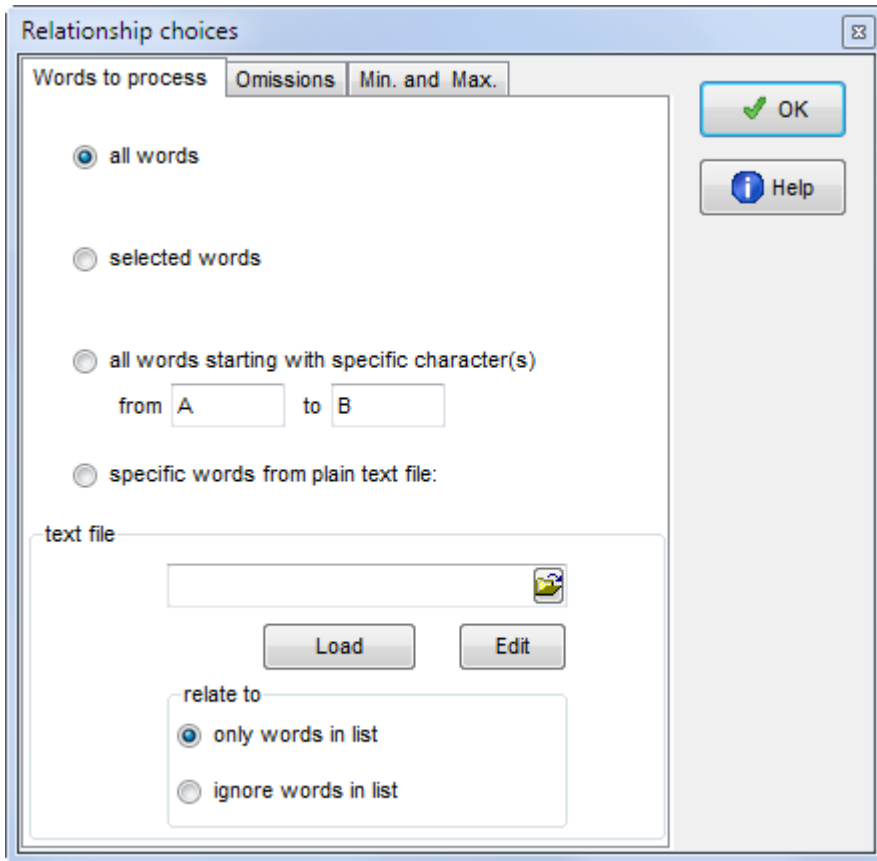 Relationship choices
Words to process Omissions Min. and Max.
OK
all words
Help
selected words
all words starting with specific character(s)
from A to B
specific words from plain text file:
text file
Load Edit
relate to
only words in list
ignore words in list